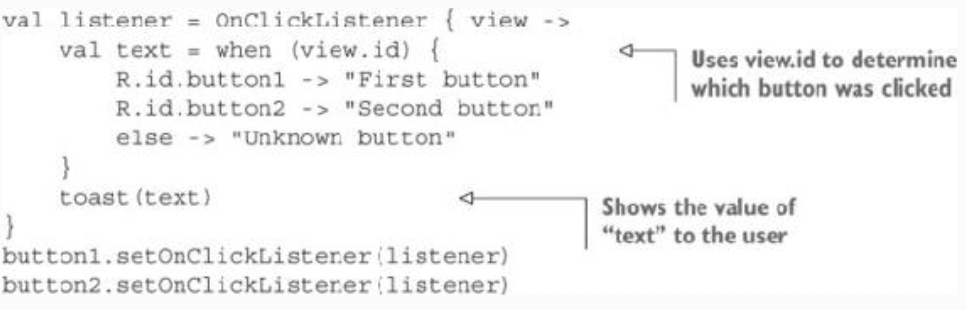 val listener = OnClickListener { view ->
    val text = when (view.id) {
        R.id.button1 -> "First button"
        R.id.button2 -> "Second button"
        else -> "Unknown button"
    }
    toast(text)
}
button1.setOnClickListener(listener)
button2.setOnClickListener(listener)
Uses view.id to determine
which button was clicked
Shows the value of
“text” to the user